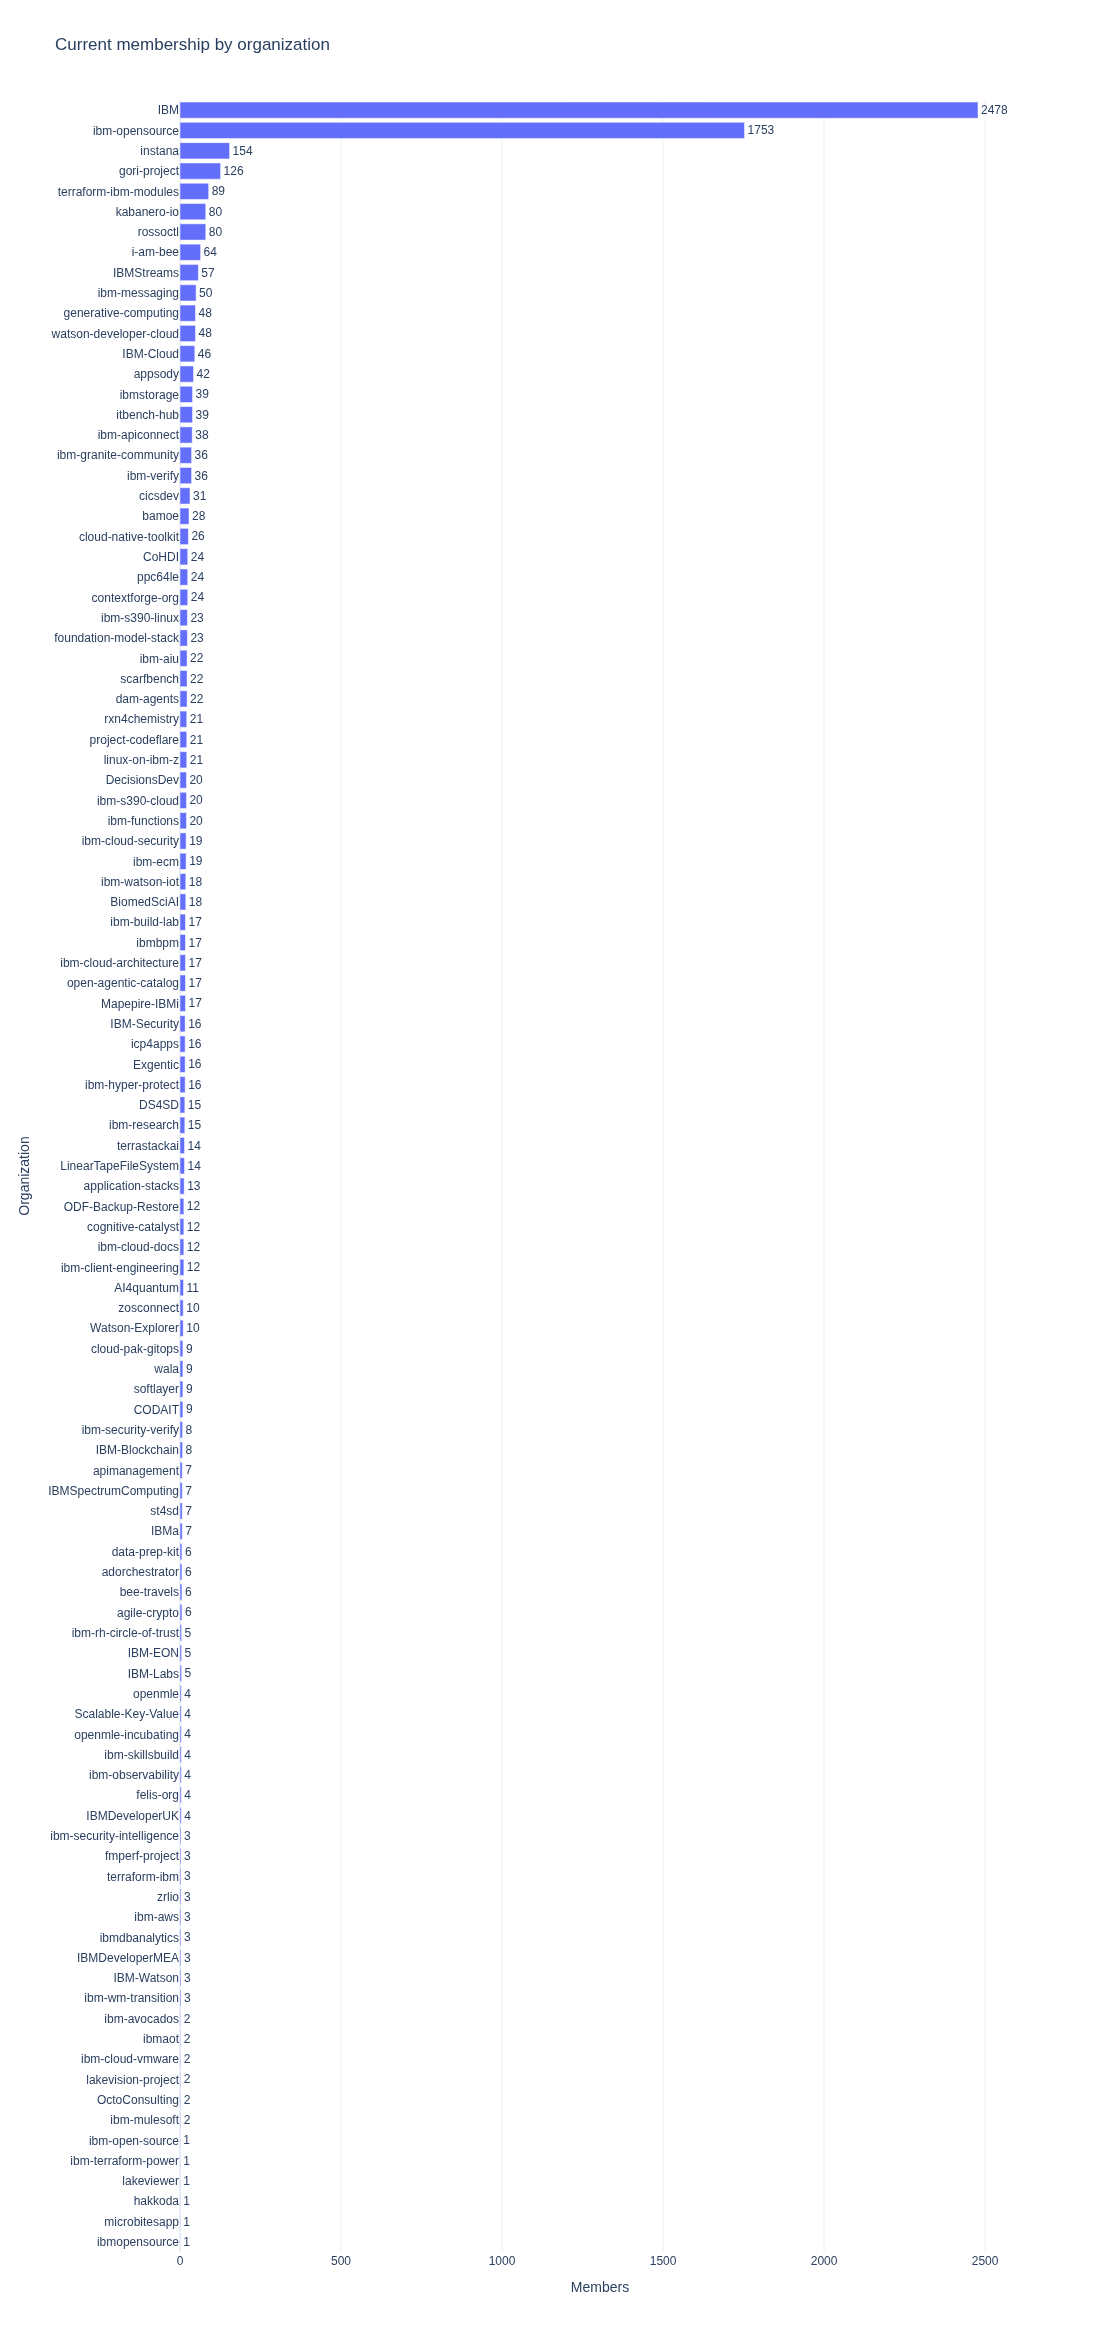 Current membership by organization
IBM 2478
ibm-opensource 1753
instana 154
gori-project 126
terraform-ibm-modules 89
kabanero-io 80
rossoctl 80
i-am-bee 64
IBMStreams 57
ibm-messaging 50
generative-computing 48
watson-developer-cloud 48
IBM-Cloud 46
appsody 42
ibmstorage 39
itbench-hub 39
ibm-apiconnect 38
ibm-granite-community 36
ibm-verify 36
cicsdev 31
bamoe 28
cloud-native-toolkit 26
CoHDI 24
ppc64le 24
contextforge-org 24
ibm-s390-linux 23
foundation-model-stack 23
ibm-aiu 22
scarfbench 22
dam-agents 22
rxn4chemistry 21
project-codeflare 21
linux-on-ibm-z 21
DecisionsDev 20
ibm-s390-cloud 20
ibm-functions 20
ibm-cloud-security 19
ibm-ecm 19
ibm-watson-iot 18
BiomedSciAI 18
ibm-build-lab 17
ibmbpm 17
ibm-cloud-architecture 17
open-agentic-catalog 17
Mapepire-IBMi 17
IBM-Security 16
icp4apps 16
Exgentic 16
ibm-hyper-protect 16
DS4SD 15
ibm-research 15
terrastackai 14
LinearTapeFileSystem 14
application-stacks 13
ODF-Backup-Restore 12
cognitive-catalyst 12
ibm-cloud-docs 12
ibm-client-engineering 12
AI4quantum 11
zosconnect 10
Watson-Explorer 10
cloud-pak-gitops 9
wala 9
softlayer 9
CODAIT 9
ibm-security-verify 8
IBM-Blockchain 8
apimanagement 7
IBMSpectrumComputing 7
st4sd 7
IBMa 7
data-prep-kit 6
adorchestrator 6
bee-travels 6
agile-crypto 6
ibm-rh-circle-of-trust 5
IBM-EON 5
IBM-Labs 5
openmle 4
Scalable-Key-Value 4
openmle-incubating 4
ibm-skillsbuild 4
ibm-observability 4
felis-org 4
IBMDeveloperUK 4
ibm-security-intelligence 3
fmperf-project 3
terraform-ibm 3
zrlio 3
ibm-aws 3
ibmdbanalytics 3
IBMDeveloperMEA 3
IBM-Watson 3
ibm-wm-transition 3
ibm-avocados 2
ibmaot 2
ibm-cloud-vmware 2
lakevision-project 2
OctoConsulting 2
ibm-mulesoft 2
ibm-open-source 1
ibm-terraform-power 1
lakeviewer 1
hakkoda 1
microbitesapp 1
ibmopensource 1
0 500 1000 1500 2000 2500
Members
Organization